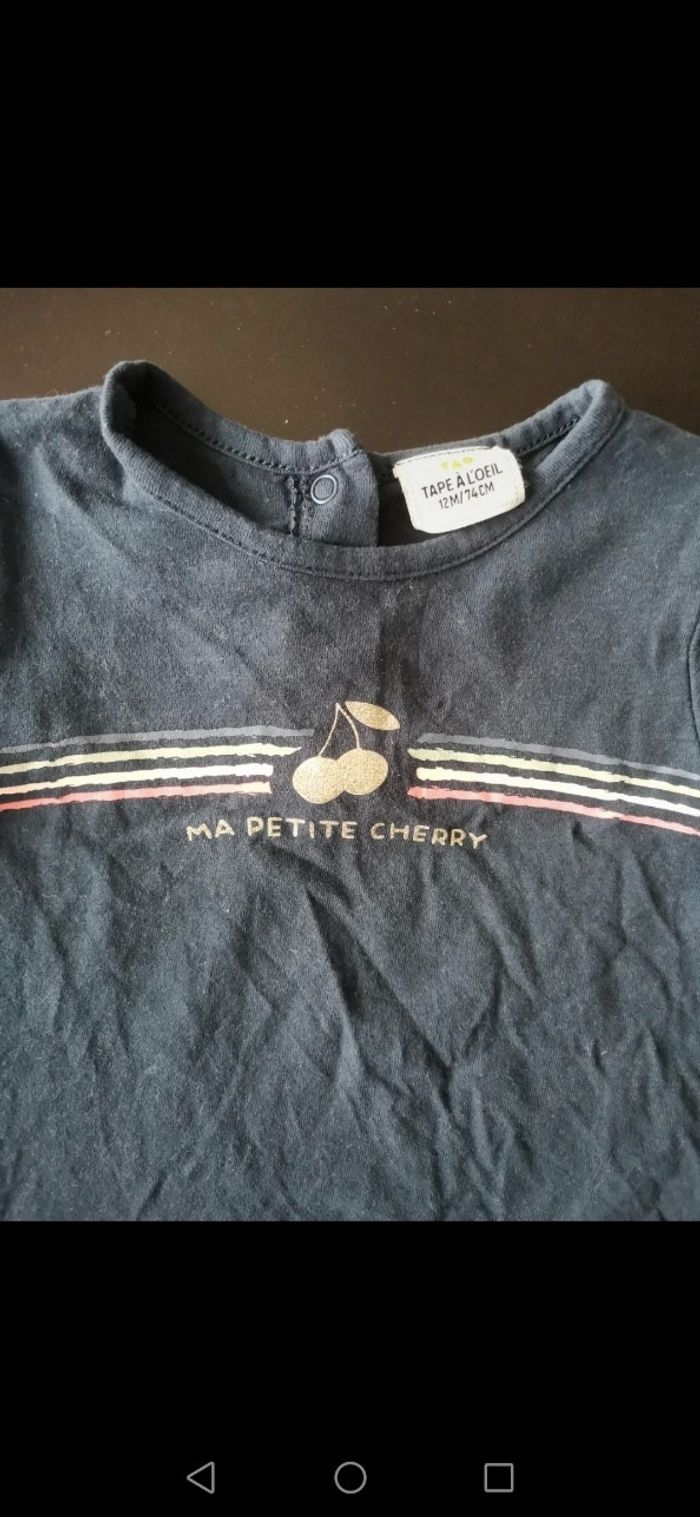 TAO
TAPE À L'OEIL
12M/74CM
MA PETITE CHERRY